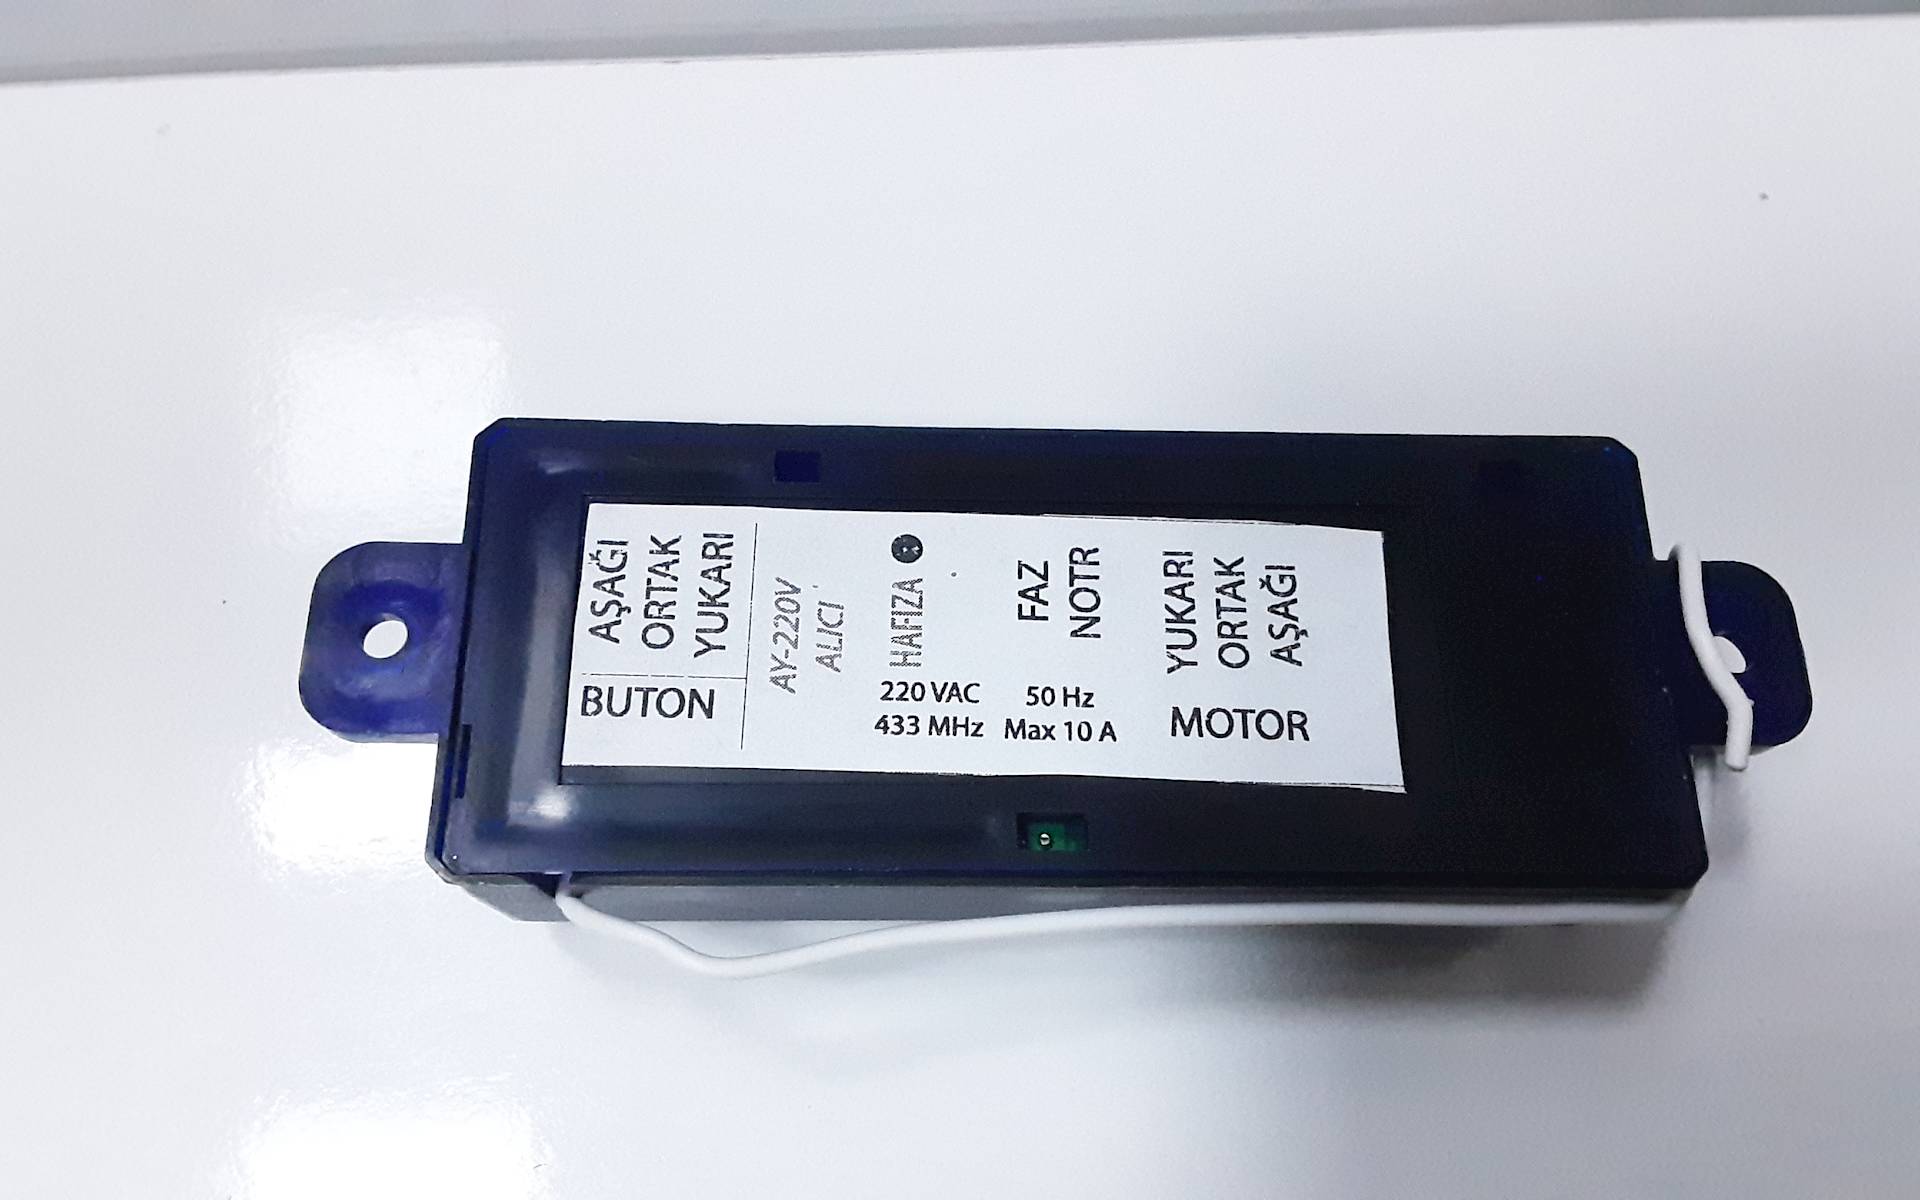 AŞAĞI
ORTAK
YUKARI
BUTON
AY-220V
ALICI
HAFIZA
220 VAC
433 MHz
FAZ
NOTR
50 Hz
Max 10 A
YUKARI
ORTAK
AŞAĞI
MOTOR